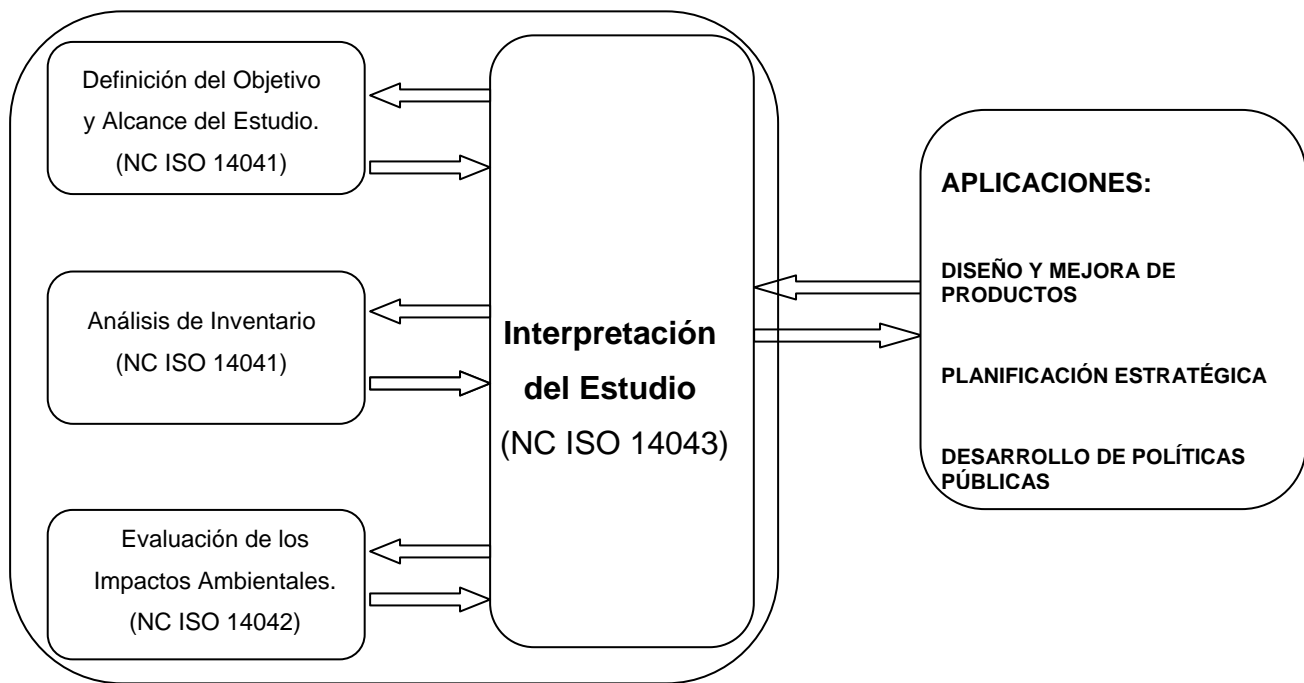 Definición del Objetivo
y Alcance del Estudio.
(NC ISO 14041)
Análisis de Inventario
(NC ISO 14041)
Evaluación de los
Impactos Ambientales.
(NC ISO 14042)
Interpretación
del Estudio
(NC ISO 14043)
APLICACIONES:
DISEÑO Y MEJORA DE
PRODUCTOS
PLANIFICACIÓN ESTRATÉGICA
DESARROLLO DE POLÍTICAS
PÚBLICAS